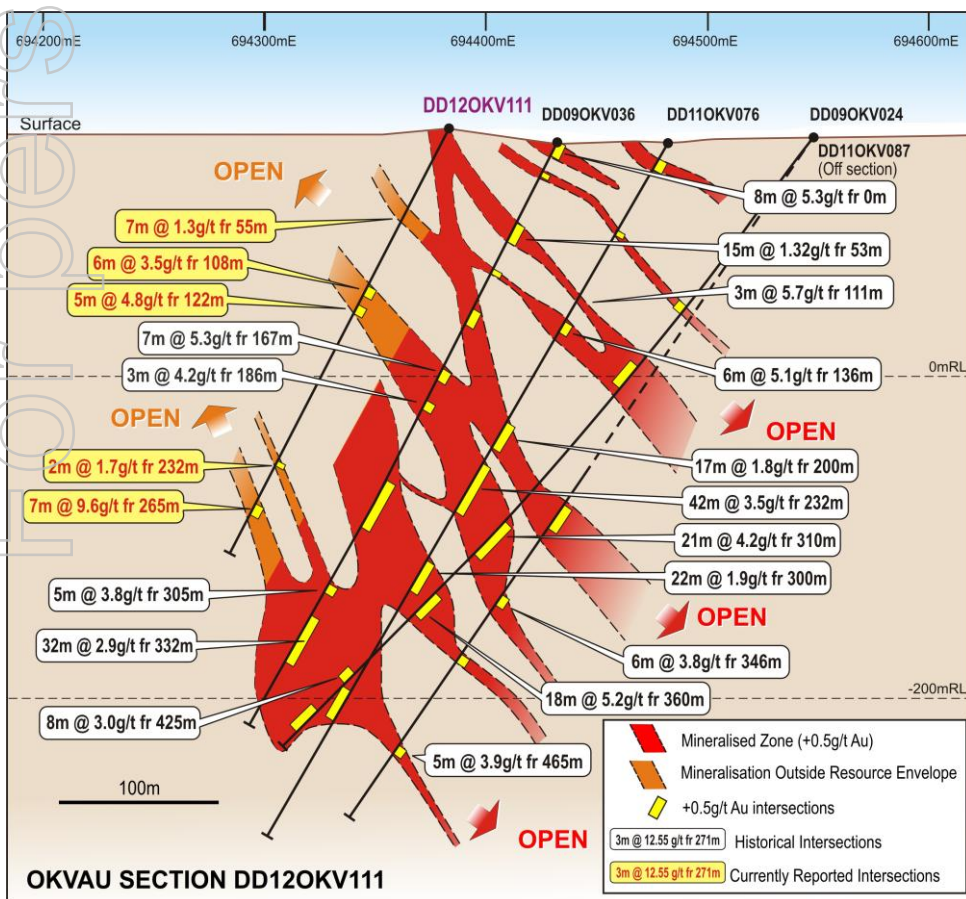 694200mE
694300mE
694400mE
694500mE
694600mE
For pers
Surface
DD12OKV111
DD09OKV036
DD11OKV076
DD09OKV024
DD11OKV087
(Off section)
OPEN
8m @ 5.3g/t fr 0m
7m @ 1.3g/t fr 55m
15m @ 1.32g/t fr 53m
6m @ 3.5g/t fr 108m
3m @ 5.7g/t fr 111m
5m @ 4.8g/t fr 122m
7m @ 5.3g/t fr 167m
3m @ 4.2g/t fr 186m
6m @ 5.1g/t fr 136m
0mRL
OPEN
OPEN
2m @ 1.7g/t fr 232m
17m @ 1.8g/t fr 200m
7m @ 9.6g/t fr 265m
42m @ 3.5g/t fr 232m
21m @ 4.2g/t fr 310m
22m @ 1.9g/t fr 300m
5m @ 3.8g/t fr 305m
OPEN
32m @ 2.9g/t fr 332m
6m @ 3.8g/t fr 346m
18m @ 5.2g/t fr 360m
-200mRL
8m @ 3.0g/t fr 425m
5m @ 3.9g/t fr 465m
100m
OPEN
Mineralised Zone (+0.5g/t Au)
Mineralisation Outside Resource Envelope
+0.5g/t Au intersections
3m @ 12.55 g/t fr 271m Historical Intersections
3m @ 12.55 g/t fr 271m Currently Reported Intersections
OKVAU SECTION DD12OKV111